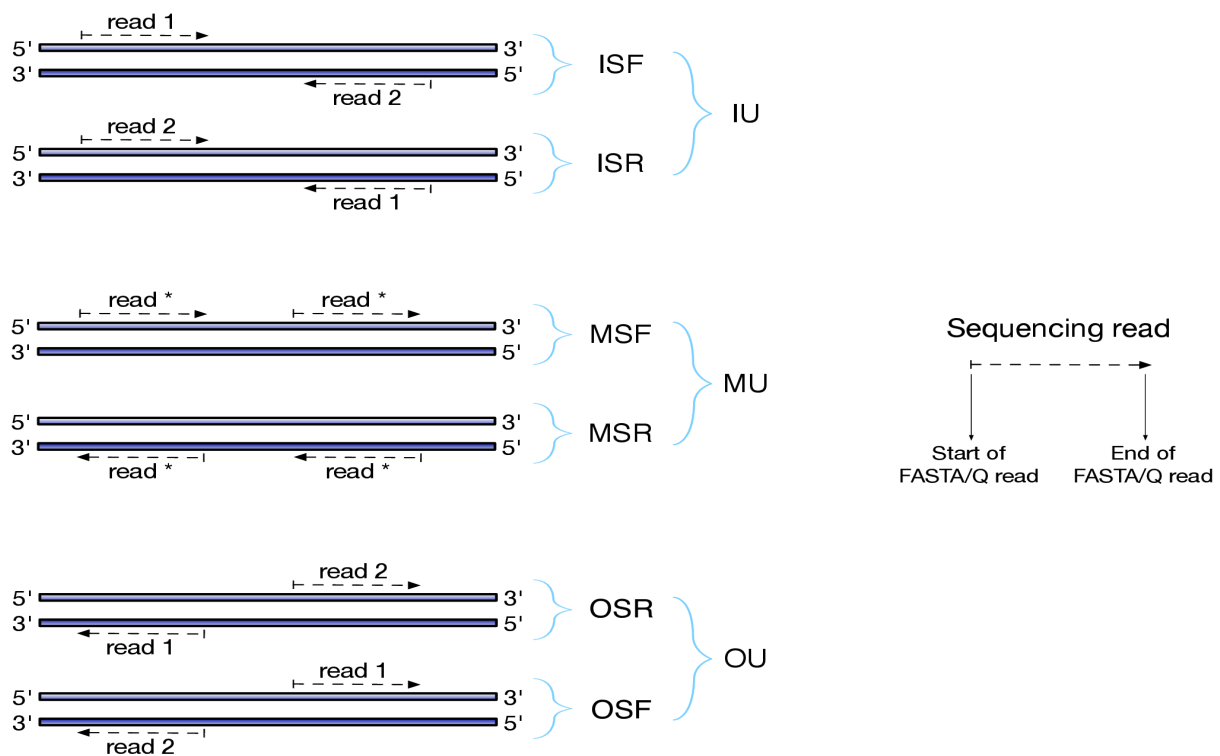 read 1
5' 3'
ISF
3' 5'
read 2
IU
read 2
5' 3'
ISR
3' 5'
read 1
read * read *
5' 3'
MSF
3' 5'
MU
5' 3'
MSR
3' 5'
read * read *
Sequencing read
Start of
FASTA/Q read
End of
FASTA/Q read
read 2
5' 3'
OSR
3' 5'
read 1
OU
read 1
5' 3'
OSF
3' 5'
read 2